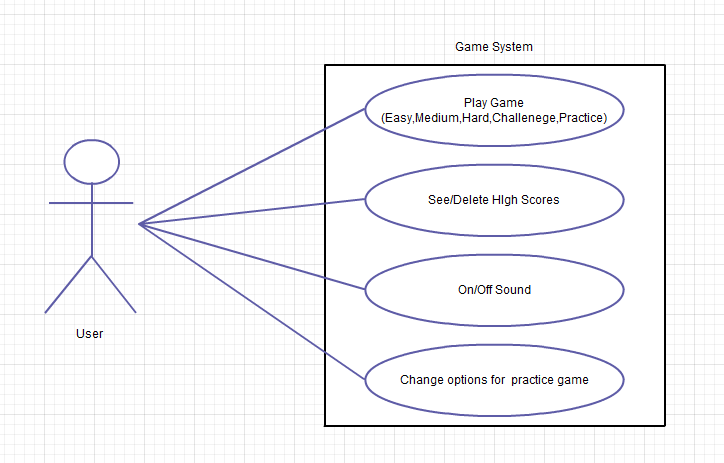 Game System
Play Game
(Easy,Medium,Hard,Challenege,Practice)
See/Delete HIgh Scores
On/Off Sound
User
Change options for  practice game